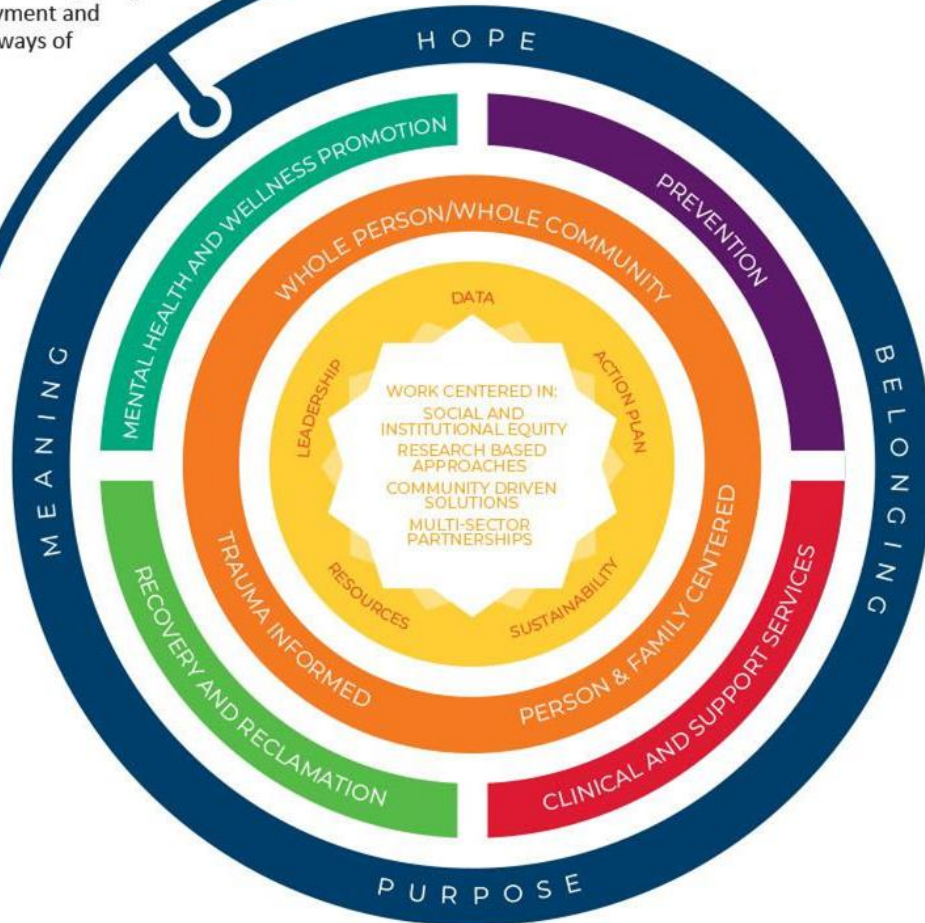 yment and
ways of
HOPE
BELONGING
PURPOSE
MEANING
MENTAL HEALTH AND WELLNESS PROMOTION
PREVENTION
CLINICAL AND SUPPORT SERVICES
RECOVERY AND RECLAMATION
WHOLE PERSON/WHOLE COMMUNITY
PERSON & FAMILY CENTERED
TRAUMA INFORMED
DATA
ACTION PLAN
SUSTAINABILITY
RESOURCES
LEADERSHIP
WORK CENTERED IN:
SOCIAL AND
INSTITUTIONAL EQUITY
RESEARCH BASED
APPROACHES
COMMUNITY DRIVEN
SOLUTIONS
MULTI-SECTOR
PARTNERSHIPS